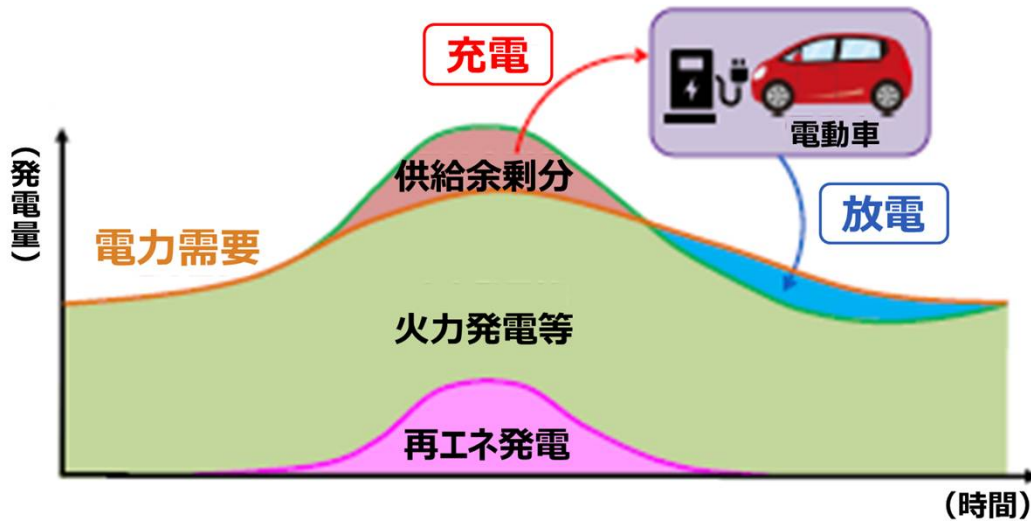 充電
電動車
(発電量)
供給余剰分
放電
電力需要
火力発電等
再エネ発電
(時間)